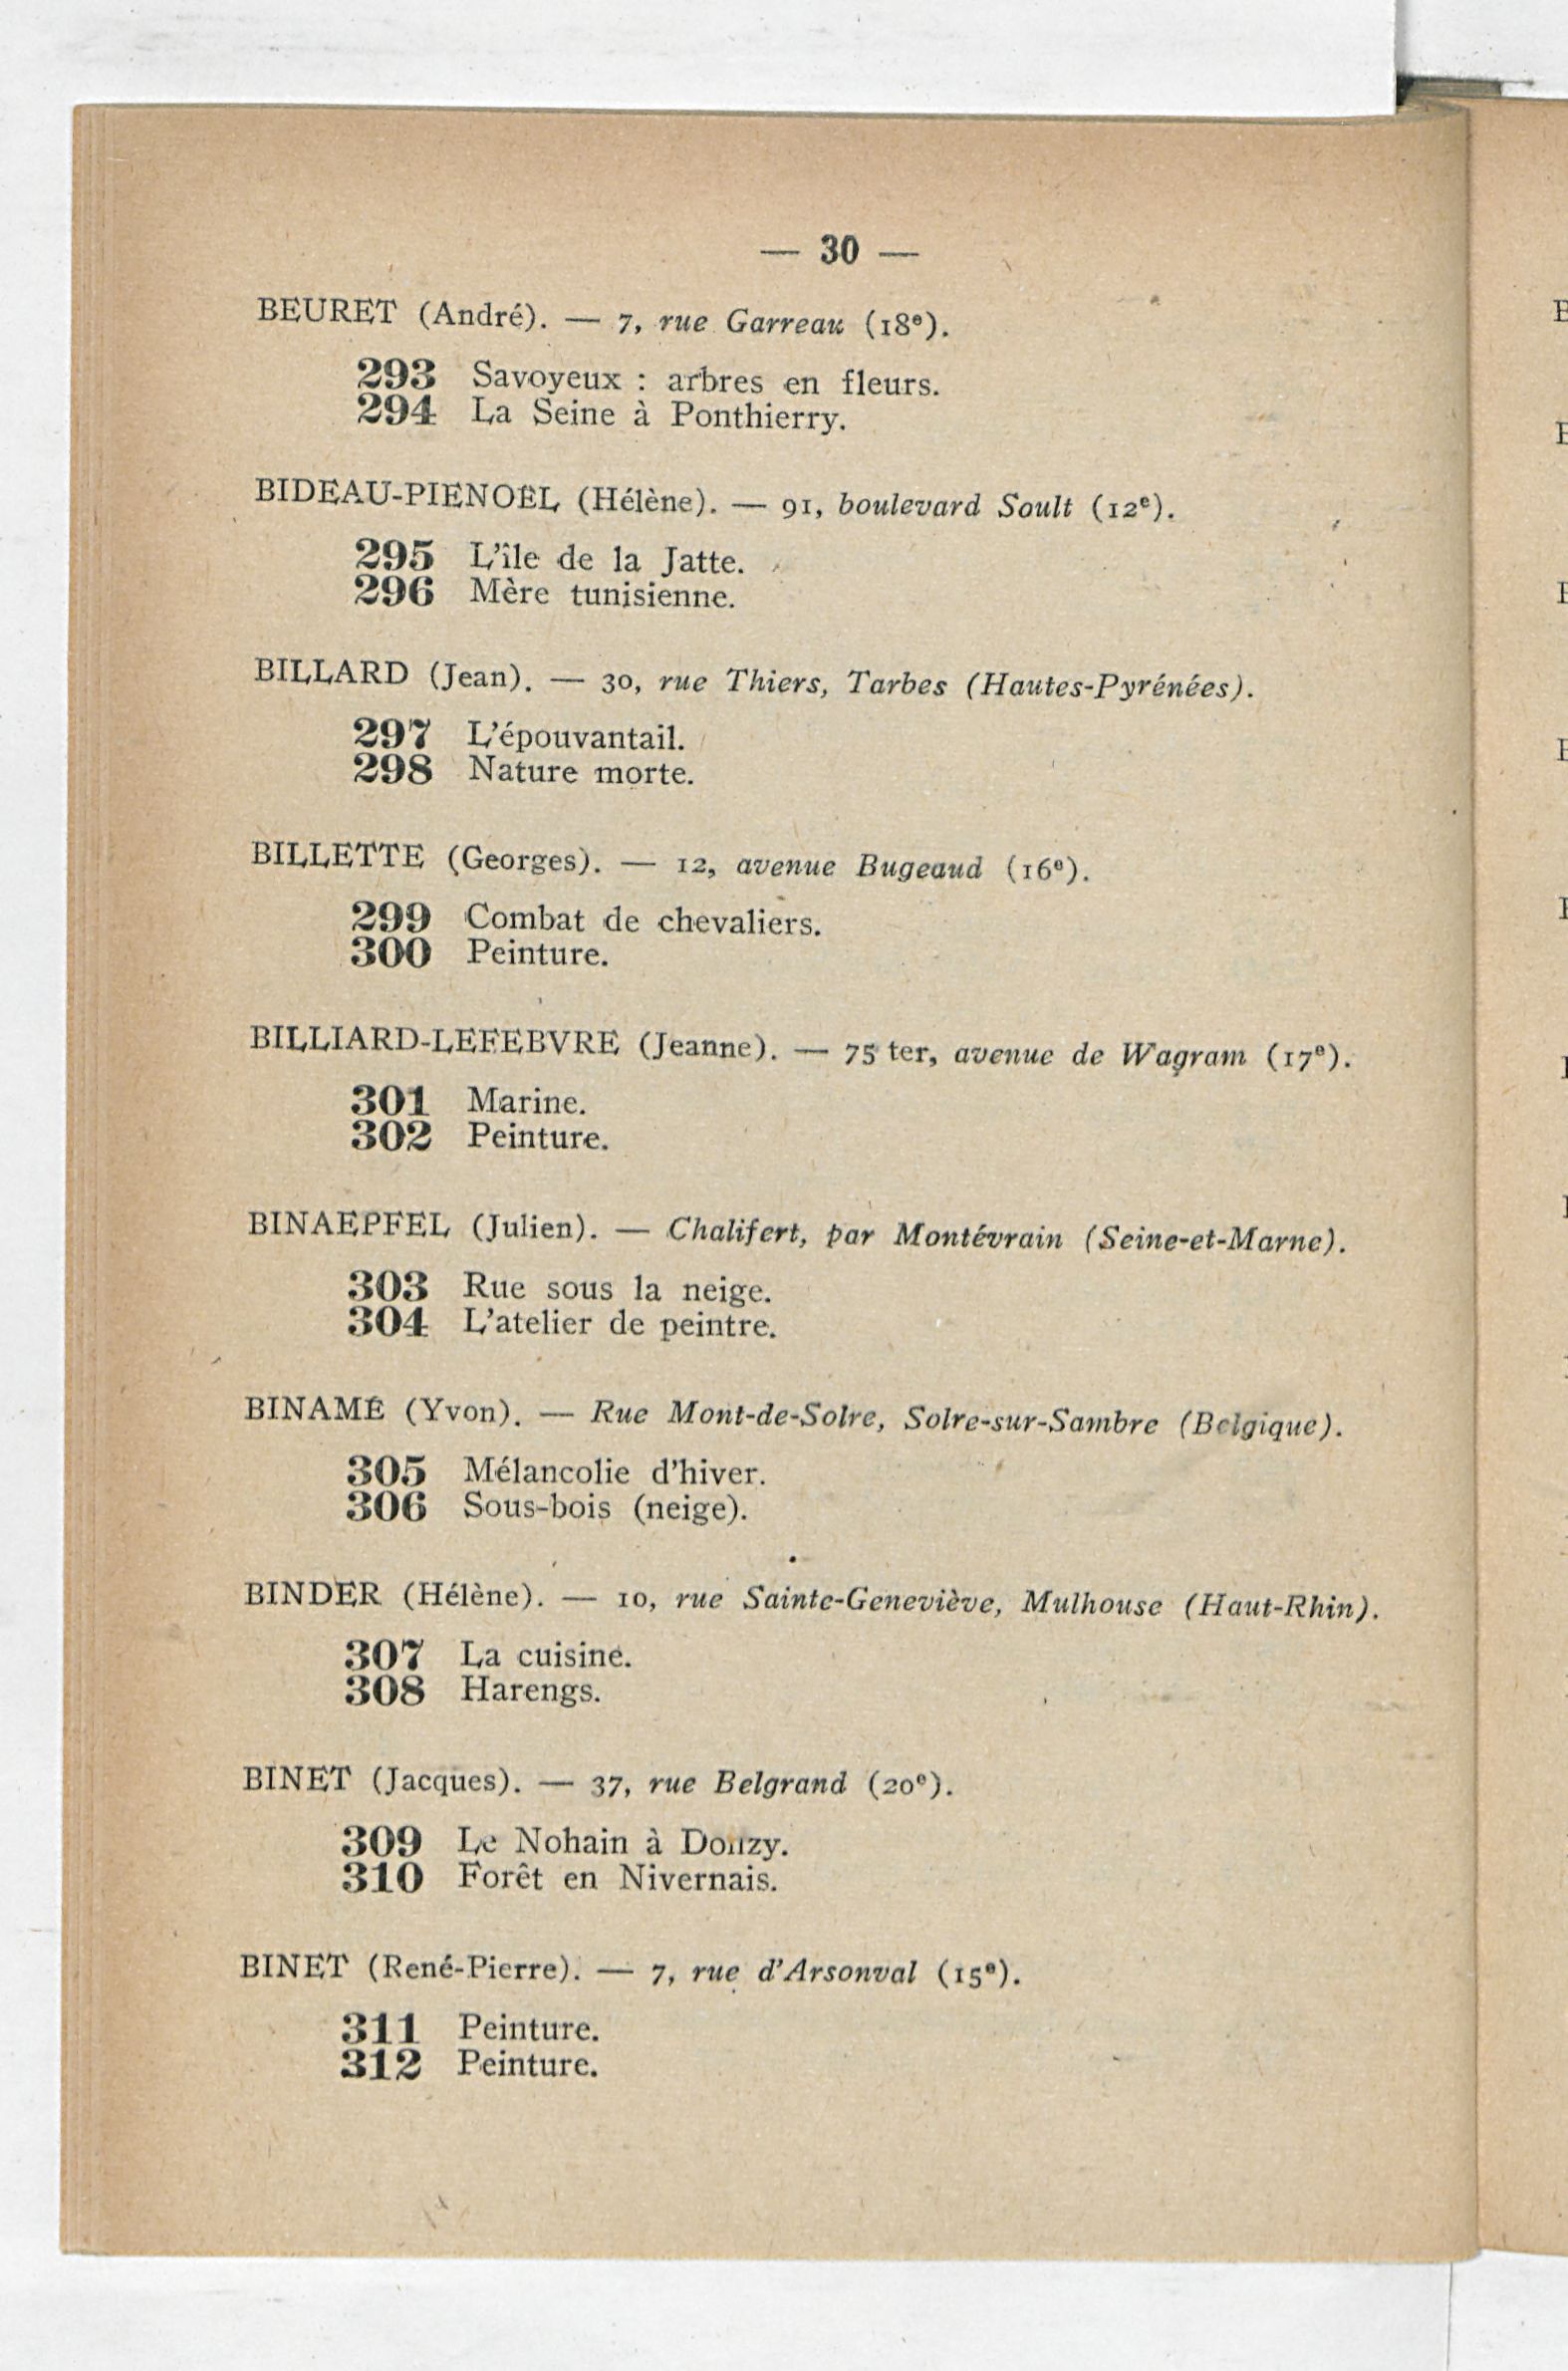 — 30 —
BEURET (André). — 7, rue Garreau (18e).
293 Savoyeux : arbres en fleurs.
294 La Seine à Ponthierry.
BIDEAU-PIENOËL (Hélène). — 91, boulevard Soult (12e).
295 L'île de la Jatte.
296 Mère tunisienne.
BILLARD (Jean). — 30, rue Thiers, Tarbes (Hautes-Pyrénées).
297 L'épouvantail.
298 Nature morte.
BILLETTE (Georges). — 12, avenue Bugeaud (16e).
299 Combat de chevaliers.
300 Peinture.
BILLIARD-LEFEBVRE (Jeanne). — 75 ter, avenue de Wagram (17e).
301 Marine.
302 Peinture.
BINAEPFEL (Julien). — Chalifert, par Montévrain (Seine-et-Marne).
303 Rue sous la neige.
304 L'atelier de peintre.
BINAMÉ (Yvon). — Rue Mont-de-Solre, Solre-sur-Sambre (Belgique).
305 Mélancolie d'hiver.
306 Sous-bois (neige).
BINDER (Hélène). — 10, rue Sainte-Geneviève, Mulhouse (Haut-Rhin).
307 La cuisine.
308 Harengs.
BINET (Jacques). — 37, rue Belgrand (20e).
309 Le Nohain à Donzy.
310 Forêt en Nivernais.
BINET (René-Pierre). — 7, rue d'Arsonval (15e).
311 Peinture.
312 Peinture.